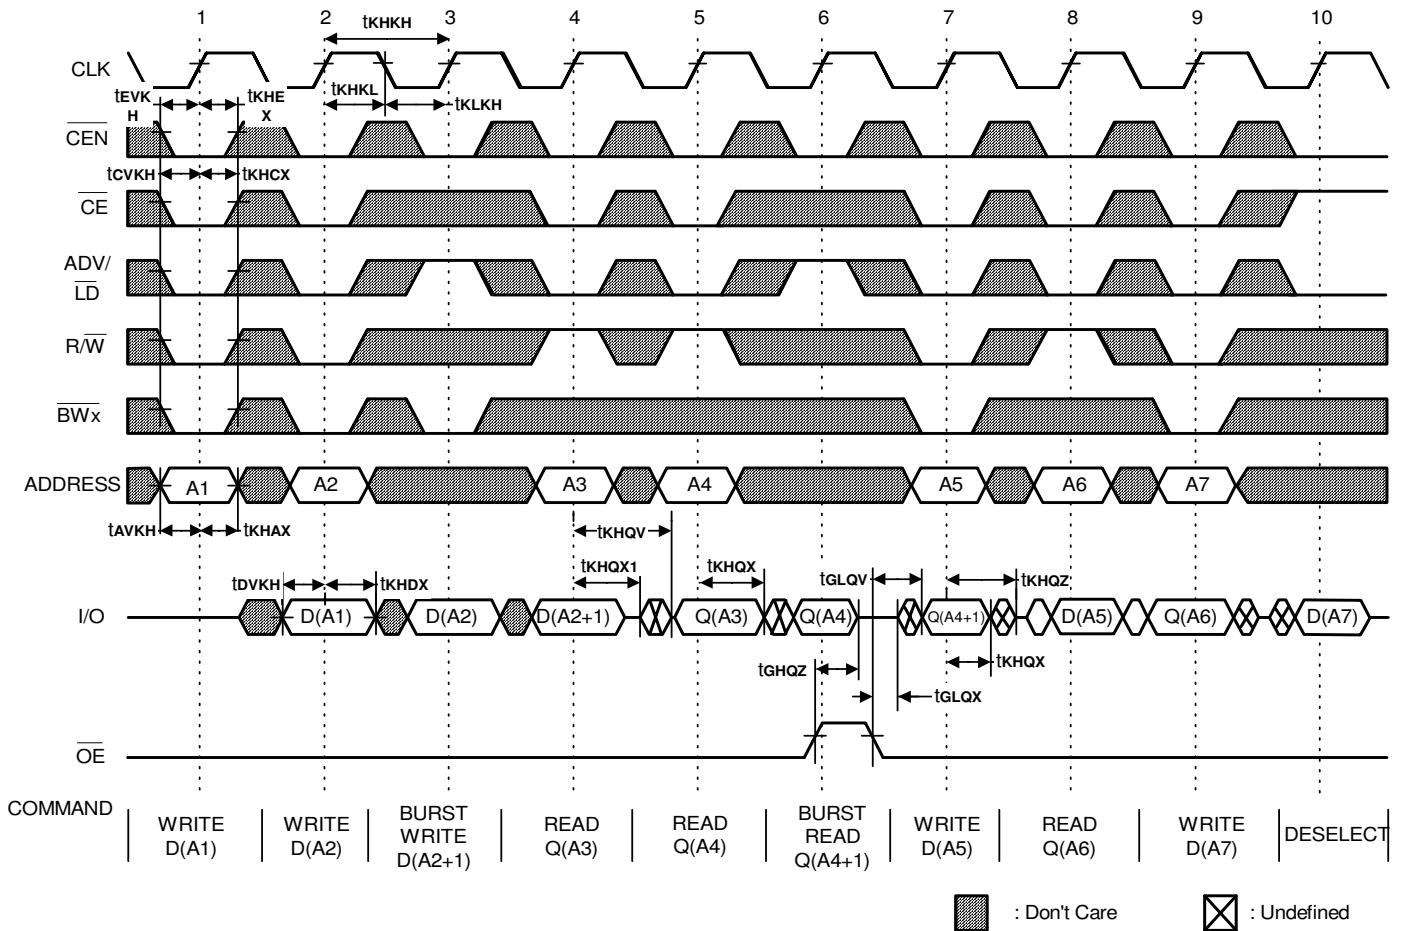 1 2 3 4 5 6 7 8 9 10
tKHKH
CLK
tEVK
H
tKHE
X
tKHKL
tKLKH
CEN
tCVKH
tKHCX
CE
ADV/
LD
R/W
BWx
ADDRESS
A1 A2 A3 A4 A5 A6 A7
tAVKH
tKHAX
tKHQV
tDVKH
tKHDX
tKHQX1
tKHQX
tGLQV
tKHQZ
I/O
D(A1) D(A2) D(A2+1) Q(A3) Q(A4) Q(A4+1) D(A5) Q(A6) D(A7)
tGHQZ
tKHQX
tGLQX
OE
COMMAND
WRITE
D(A1)
WRITE
D(A2)
BURST
WRITE
D(A2+1)
READ
Q(A3)
READ
Q(A4)
BURST
READ
Q(A4+1)
WRITE
D(A5)
READ
Q(A6)
WRITE
D(A7)
DESELECT
: Don't Care
: Undefined